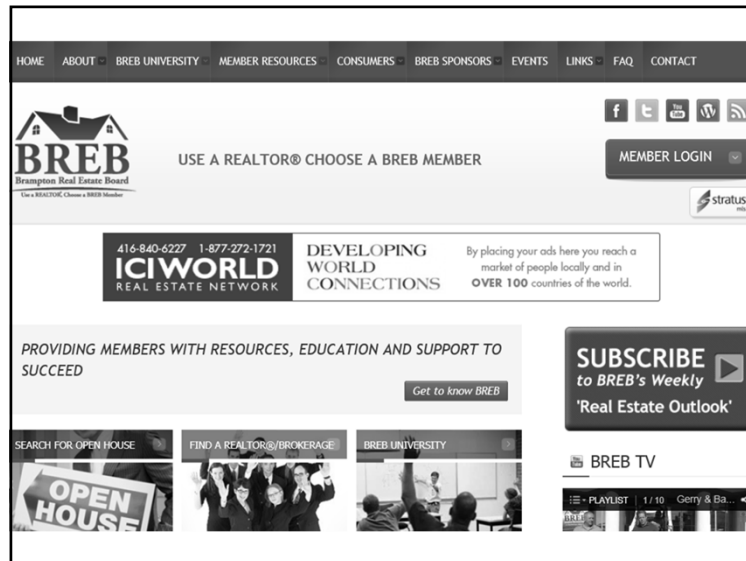 HOME ABOUT BREB UNIVERSITY MEMBER RESOURCES CONSUMERS BREB SPONSORS EVENTS LINKS FAQ CONTACT
f t You Tube W
BREB
Brampton Real Estate Board
Use a REALTOR®, Choose a BREB Member
USE A REALTOR® CHOOSE A BREB MEMBER
MEMBER LOGIN
stratus
mls
416-840-6227 1-877-272-1721
ICIWORLD
REAL ESTATE NETWORK
DEVELOPING
WORLD
CONNECTIONS
By placing your ads here you reach a
market of people locally and in
OVER 100 countries of the world.
PROVIDING MEMBERS WITH RESOURCES, EDUCATION AND SUPPORT TO
SUCCEED
Get to know BREB
SUBSCRIBE
to BREB's Weekly
'Real Estate Outlook'
SEARCH FOR OPEN HOUSE
FIND A REALTOR®/BROKERAGE
BREB UNIVERSITY
OPEN
HOUSE
BREB TV
PLAYLIST 1 / 10 Gerry & Ba...
BREB